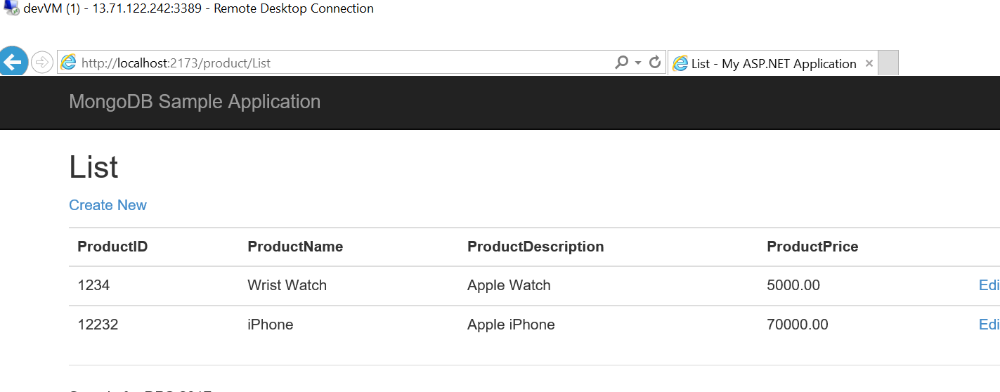 devVM (1) - 13.71.122.242:3389 - Remote Desktop Connection
http://localhost:2173/product/List
List - My ASP.NET Application
MongoDB Sample Application
List
Create New
ProductID ProductName ProductDescription ProductPrice
1234 Wrist Watch Apple Watch 5000.00 Edi
12232 iPhone Apple iPhone 70000.00 Edi